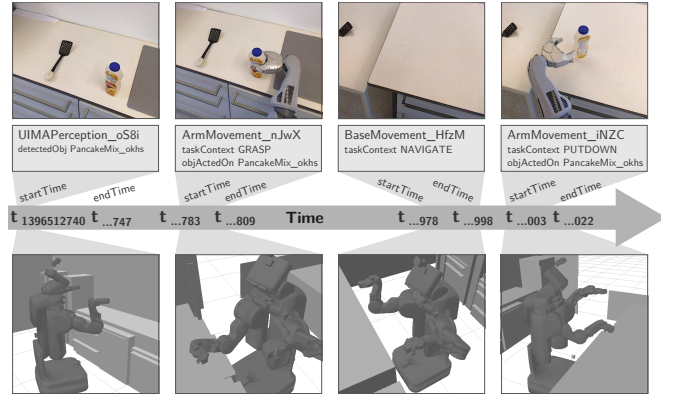 UIMAPerception_oS8i
detectedObj PancakeMix_okhs
ArmMovement_nJwX
taskContext GRASP
objActedOn PancakeMix_okhs
BaseMovement_HfzM
taskContext NAVIGATE
ArmMovement_iNZC
taskContext PUTDOWN
objActedOn PancakeMix_okhs
startTime endTime startTime endTime startTime endTime startTime endTime
t 1396512740 t ...747 t ...783 t ...809 Time t ...978 t ...998 t ...003 t ...022